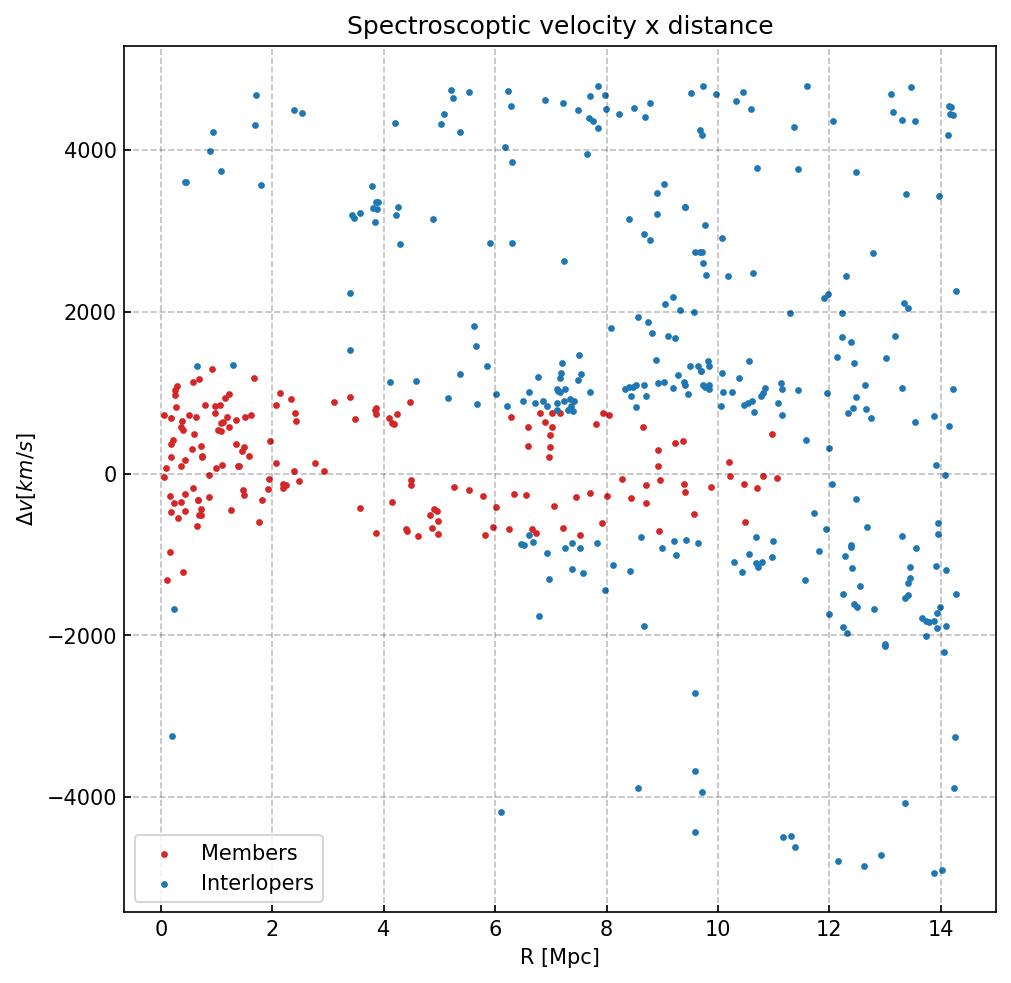 Spectroscoptic velocity x distance
Δv[km/s]
4000
2000
0
−2000
−4000
Members
Interlopers
0 2 4 6 8 10 12 14
R [Mpc]